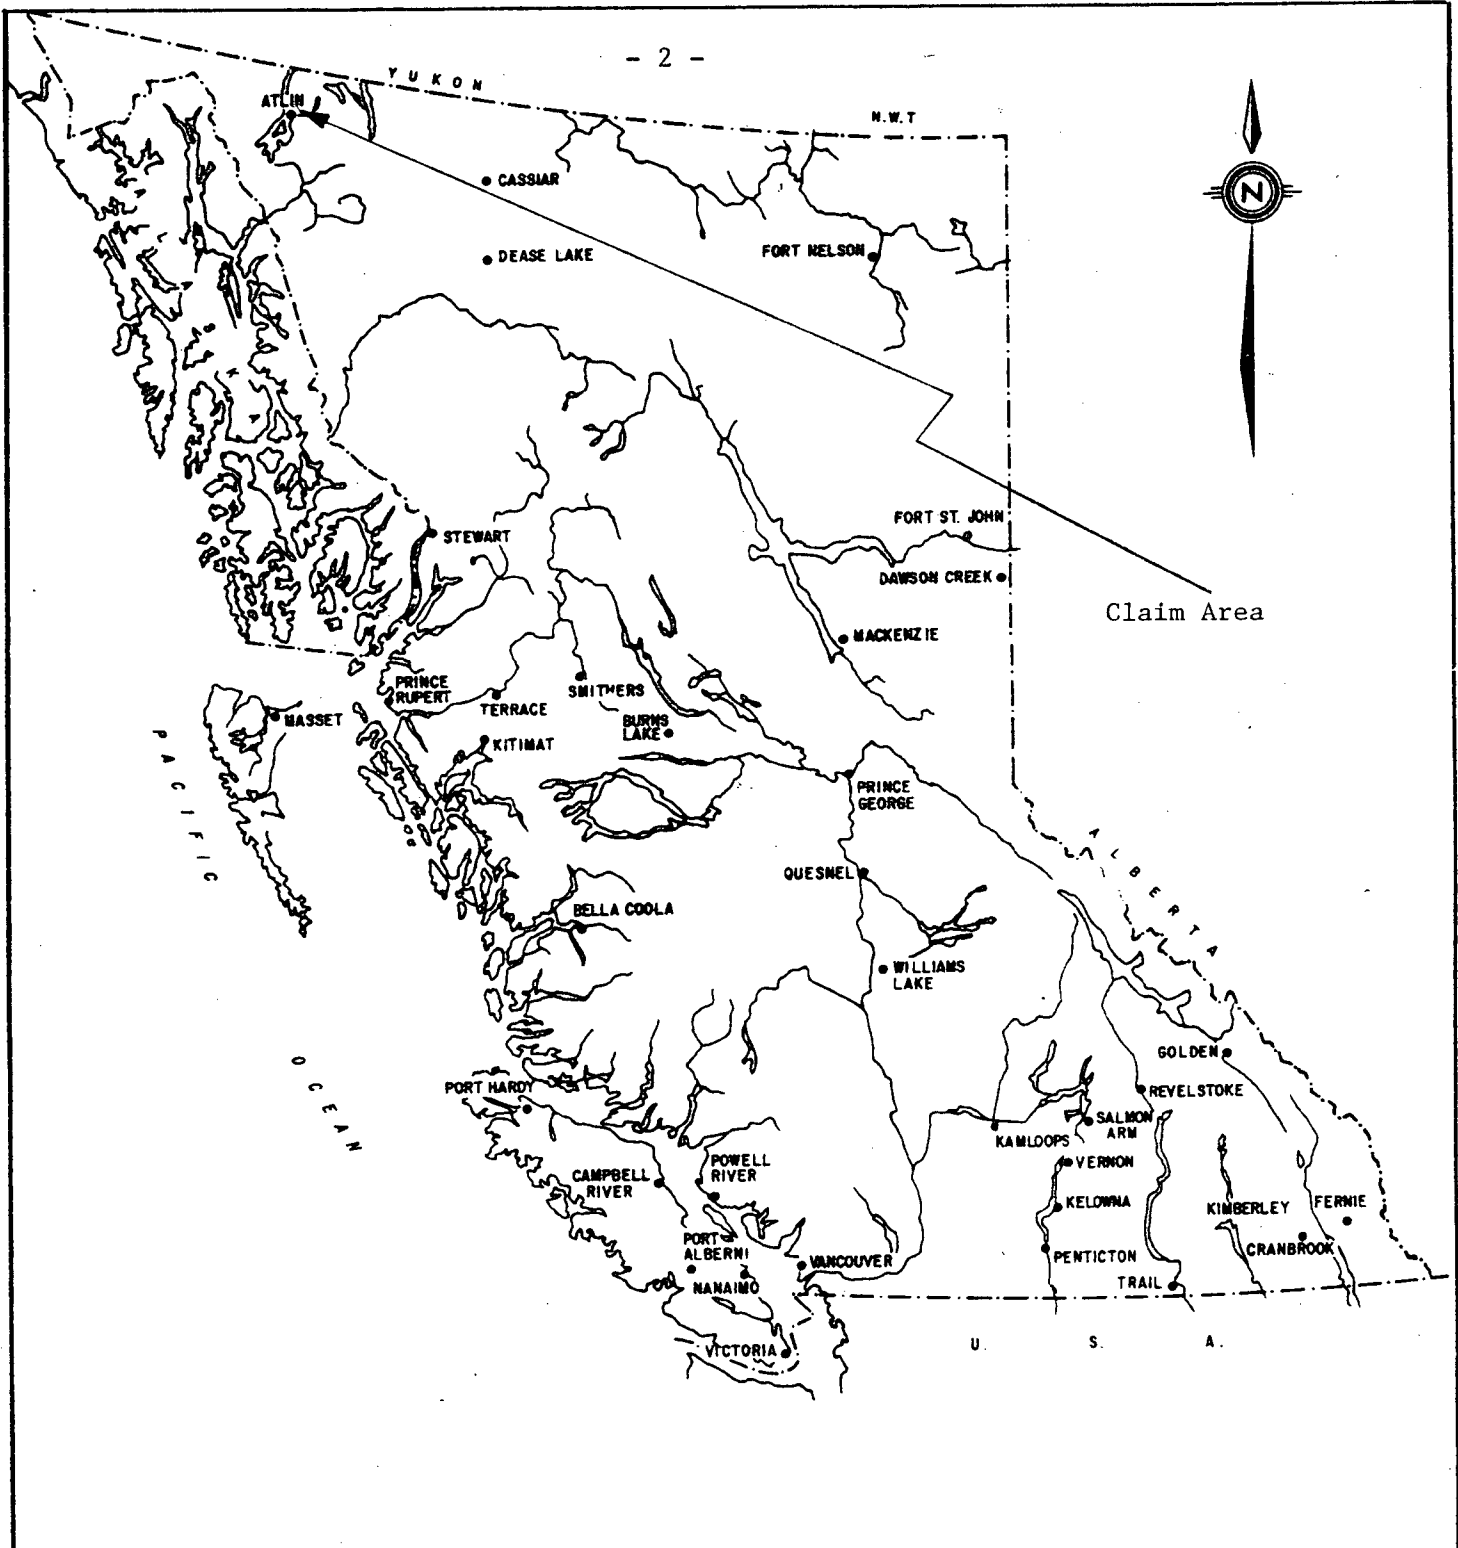 - 2 -
YUKON
N.W.T
ATLIN
CASSIAR
N
DEASE LAKE
FORT NELSON
ALASKA
STEWART
FORT ST. JOHN
DAWSON CREEK
Claim Area
MACKENZIE
PRINCE
RUPERT
TERRACE
SMITHERS
MASSET
BURNS
LAKE
KITIMAT
PACIFIC
PRINCE
GEORGE
ALBERTA
QUESNEL
BELLA COOLA
WILLIAMS
LAKE
OCEAN
GOLDEN
PORT HARDY
REVELSTOKE
SALMON
ARM
KAMLOOPS
POWELL
RIVER
VERNON
CAMPBELL
RIVER
KELOWNA
KIMBERLEY
FERNIE
PORT
ALBERNI
CRANBROOK
PENTICTON
VANCOUVER
TRAIL
NANAIMO
U. S. A.
VICTORIA